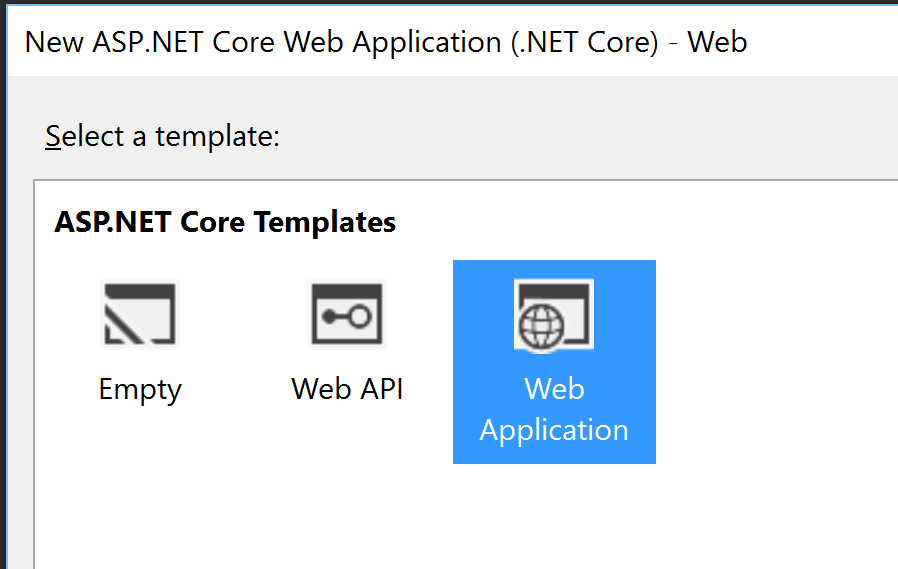 New ASP.NET Core Web Application (.NET Core) - Web
Select a template:
ASP.NET Core Templates
Empty
Web API
Web
Application